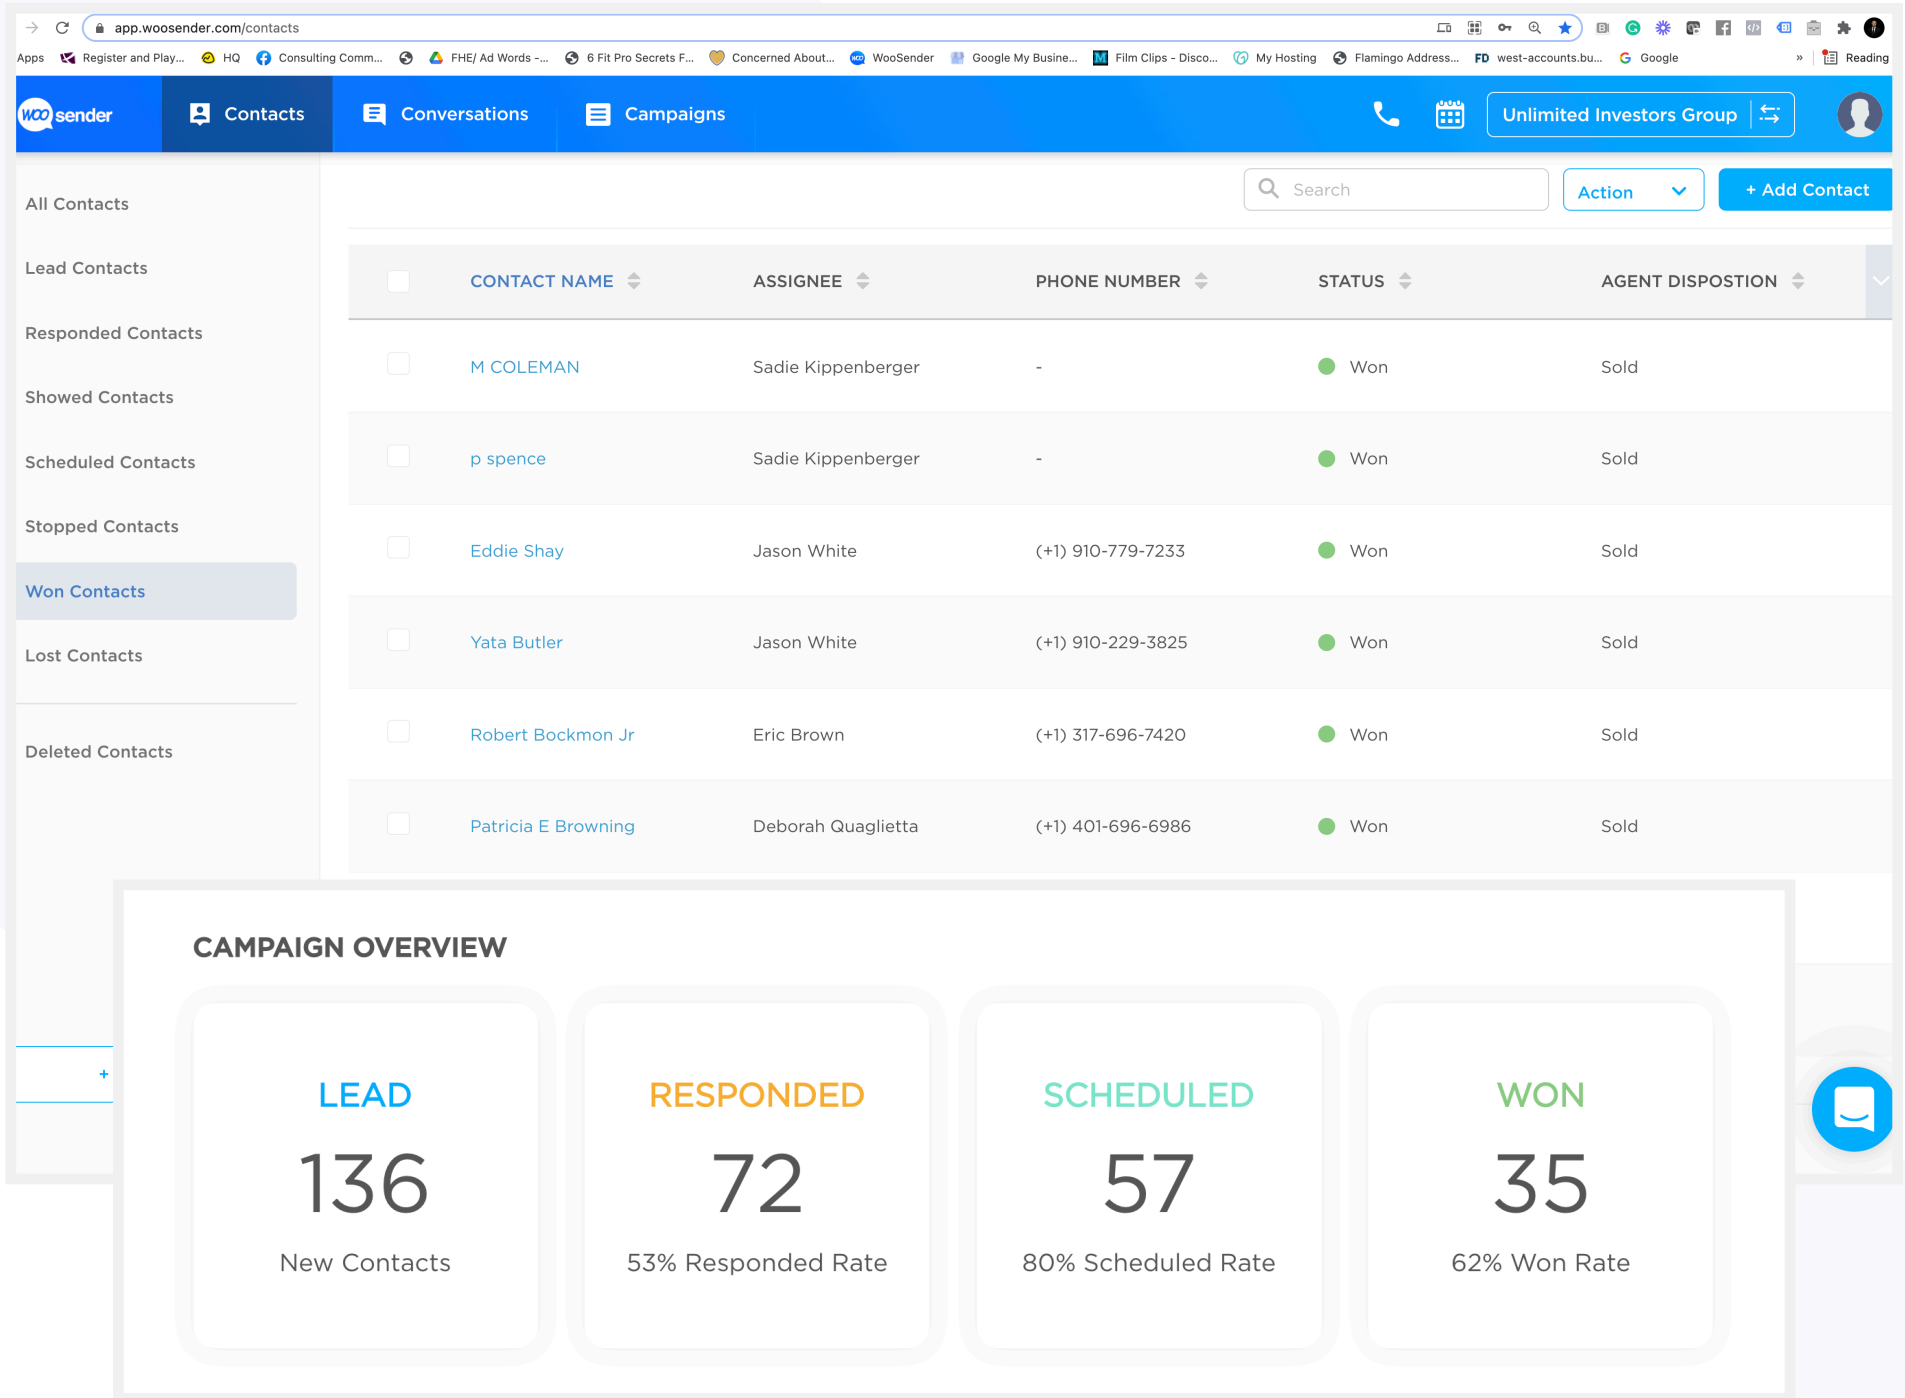 app.woosender.com/contacts
Apps Register and Play... HQ Consulting Comm... FHE/ Ad Words -... 6 Fit Pro Secrets F... Concerned About... WooSender Google My Busine... Film Clips - Disco... My Hosting Flamingo Address... FD west-accounts.bu... Google » Reading
woo sender Contacts Conversations Campaigns Unlimited Investors Group
Search Action + Add Contact
All Contacts
Lead Contacts
Responded Contacts
Showed Contacts
Scheduled Contacts
Stopped Contacts
Won Contacts
Lost Contacts
Deleted Contacts
+
CONTACT NAME ASSIGNEE PHONE NUMBER STATUS AGENT DISPOSTION
M COLEMAN Sadie Kippenberger - Won Sold
p spence Sadie Kippenberger - Won Sold
Eddie Shay Jason White (+1) 910-779-7233 Won Sold
Yata Butler Jason White (+1) 910-229-3825 Won Sold
Robert Bockmon Jr Eric Brown (+1) 317-696-7420 Won Sold
Patricia E Browning Deborah Quaglietta (+1) 401-696-6986 Won Sold
CAMPAIGN OVERVIEW
LEAD
136
New Contacts
RESPONDED
72
53% Responded Rate
SCHEDULED
57
80% Scheduled Rate
WON
35
62% Won Rate